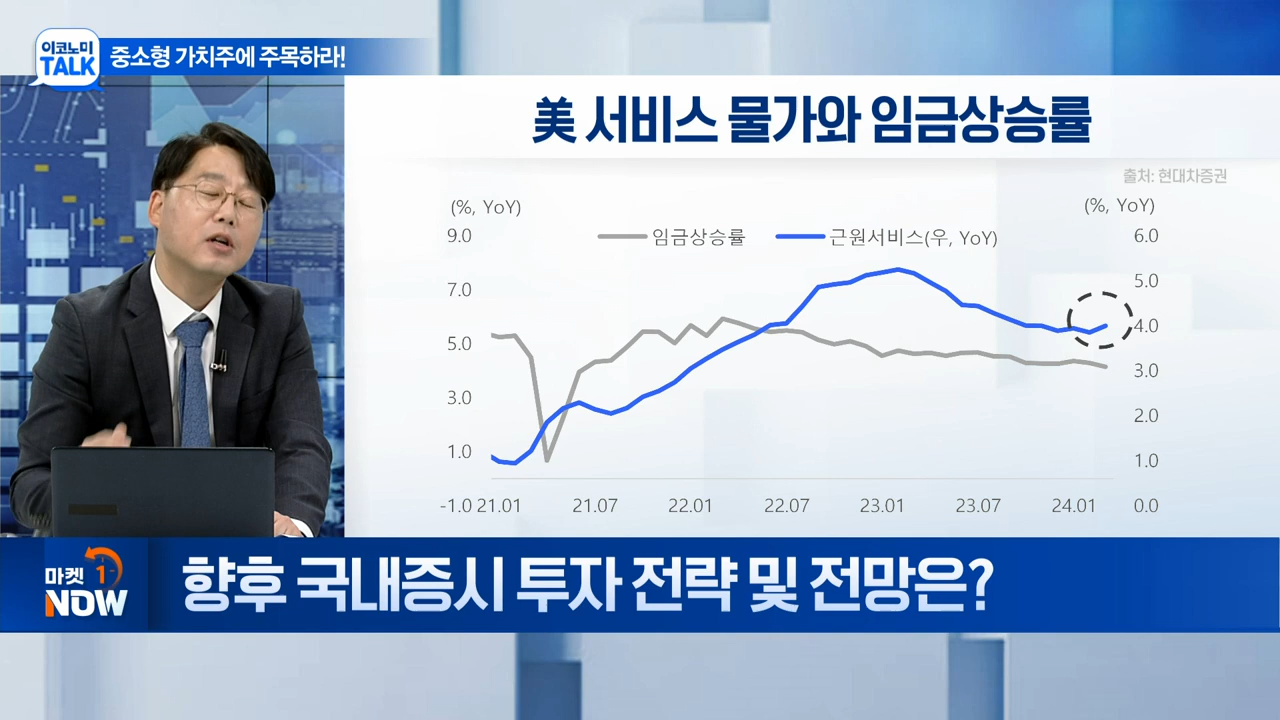 이코노미
TALK
중소형 가치주에 주목하라!
美 서비스 물가와 임금상승률
출처: 현대차증권
(%, YoY)
(%, YoY)
9.0
임금상승률
근원서비스(우, YoY)
6.0
7.0
5.0
5.0
4.0
3.0
3.0
2.0
1.0
1.0
-1.0
21.01
21.07
22.01
22.07
23.01
23.07
24.01
0.0
마켓 1
NOW
향후 국내증시 투자 전략 및 전망은?